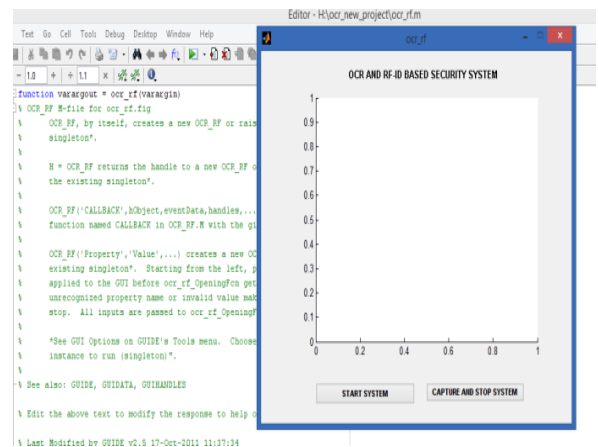 Editor - H:\ocr_new_project\ocr_rf.m
Text Go Cell Tools Debug Desktop Window Help
- 1.0 + ÷ 1.1 ×
function varargout = ocr_rf(varargin)
% OCR_RF M-file for ocr_rf.fig
% OCR_RF, by itself, creates a new OCR_RF or rais
% singleton*.
%
% H = OCR_RF returns the handle to a new OCR_RF o
% the existing singleton*.
%
% OCR_RF('CALLBACK',hObject,eventData,handles,...
% function named CALLBACK in OCR_RF.M with the gi
%
% OCR_RF('Property','Value',...) creates a new OC
% existing singleton*. Starting from the left, p
% applied to the GUI before ocr_rf_OpeningFcn get
% unrecognized property name or invalid value mak
% stop. All inputs are passed to ocr_rf_OpeningF
%
% *See GUI Options on GUIDE's Tools menu. Choose
% instance to run (singleton)".
%
% See also: GUIDE, GUIDATA, GUIHANDLES
% Edit the above text to modify the response to help o
% Last Modified by GUIDE v2.5 17-Oct-2011 11:37:34
ocr_rf
OCR AND RF-ID BASED SECURITY SYSTEM
1
0.9
0.8
0.7
0.6
0.5
0.4
0.3
0.2
0.1
0
0 0.2 0.4 0.6 0.8 1
START SYSTEM CAPTURE AND STOP SYSTEM